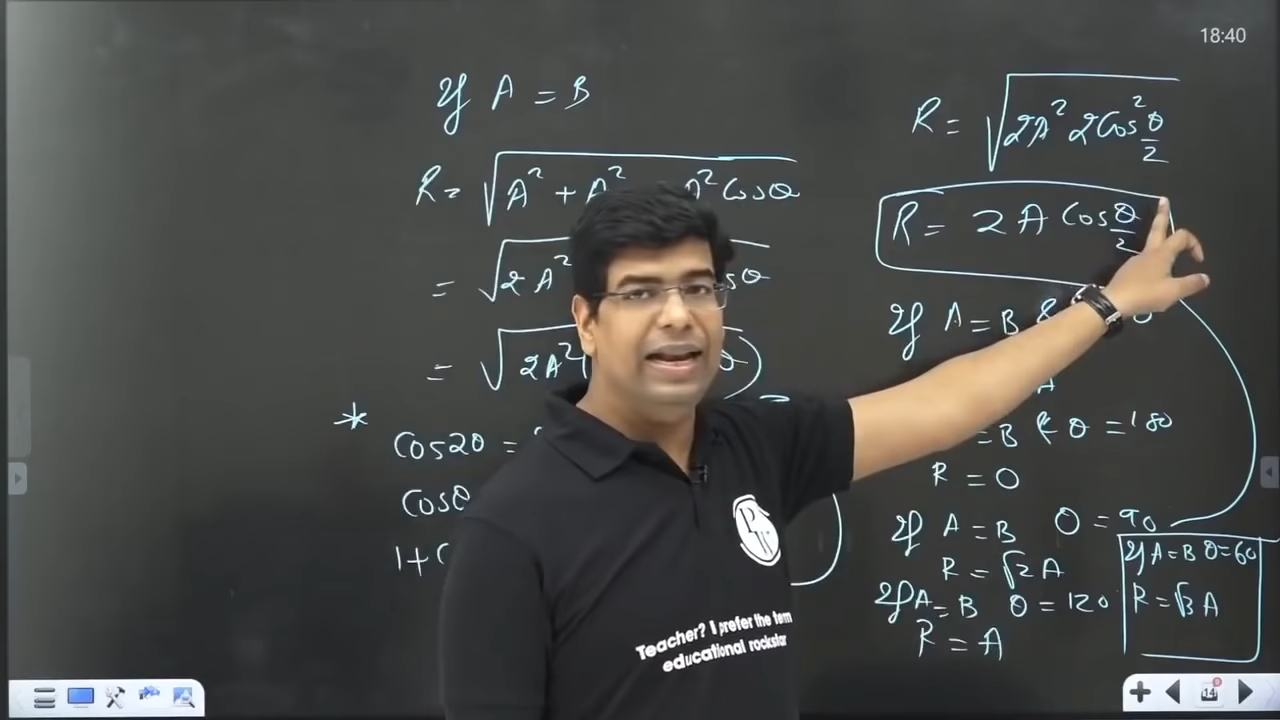 18:40
If A = B
R = √A² + A² A² Cosθ
= √2A² sθ
= √2A²( θ)
* Cos2θ =
Cosθ
1+C
R = √2A² 2Cos² θ/2
R = 2A Cos θ/2
If A = B & 0
A
= B & θ = 180
R = 0
If A = B θ = 90
R = √2 A
If A = B θ = 120
R = A
If A = B θ = 60
R = √3 A
Teacher? I prefer the term
educational rockstar
14